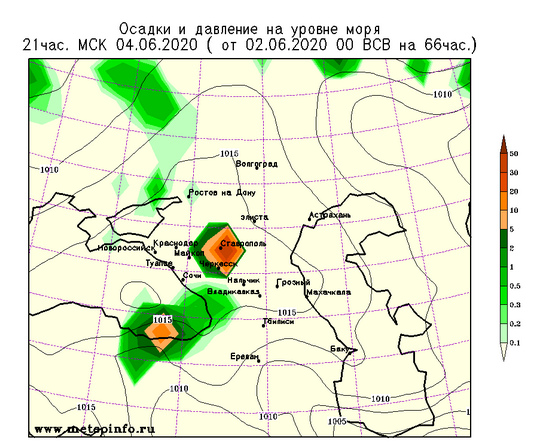 Осадки и давление на уровне моря
21час. МСК 04.06.2020 ( от 02.06.2020 00 ВСВ на 66час.)
1010
1015
Волгоград
1010
Ростов на Дону
элиста
Астрахань
Новороссийск
Краснодар
Ставрополь
Майкоп
Туапсе
Черкесск
Сочи
Нальчик
Грозный
Владикавказ
Махачкала
1015
1015
Тбилиси
Ереван
Баку
1010
1010
1015
1010
1005
www.метеоinfo.ru
50
30
20
10
5
2
1
0.5
0.3
0.2
0.1